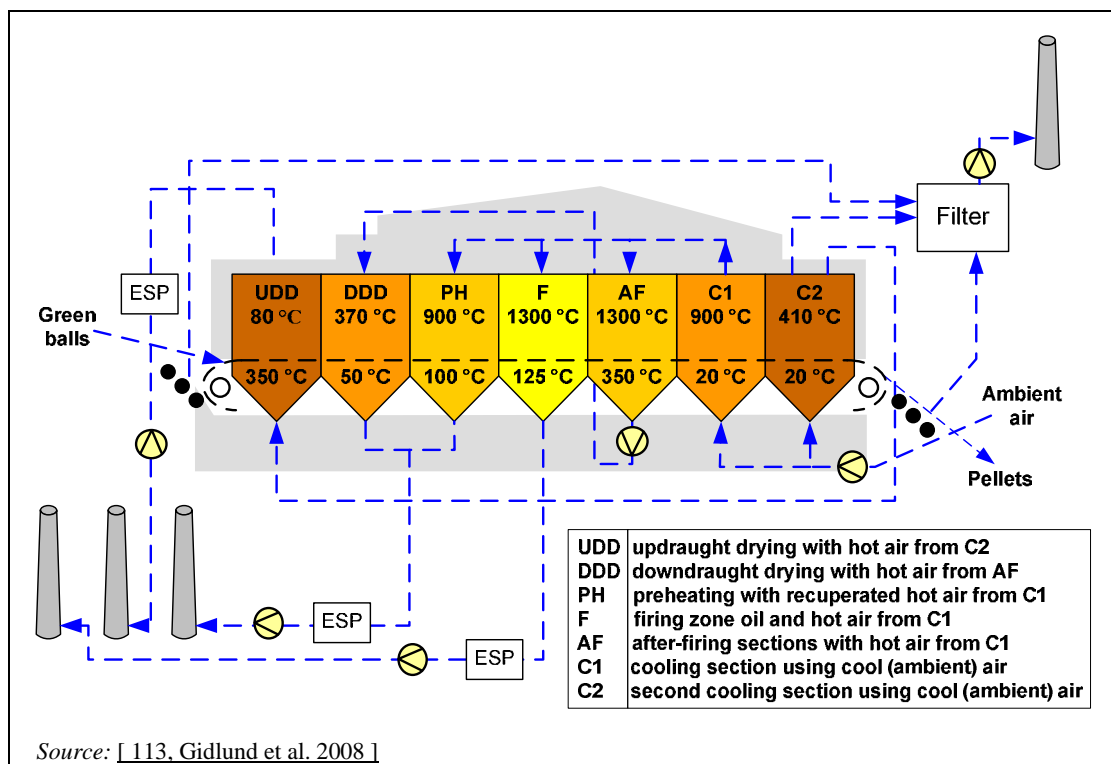 Filter
ESP
Green
balls
UDD
80 °C
350 °C
DDD
370 °C
50 °C
PH
900 °C
100 °C
F
1300 °C
125 °C
AF
1300 °C
350 °C
C1
900 °C
20 °C
C2
410 °C
20 °C
Ambient
air
Pellets
ESP
ESP
UDD updraught drying with hot air from C2
DDD downdraught drying with hot air from AF
PH preheating with recuperated hot air from C1
F firing zone oil and hot air from C1
AF after-firing sections with hot air from C1
C1 cooling section using cool (ambient) air
C2 second cooling section using cool (ambient) air
Source: [ 113, Gidlund et al. 2008 ]